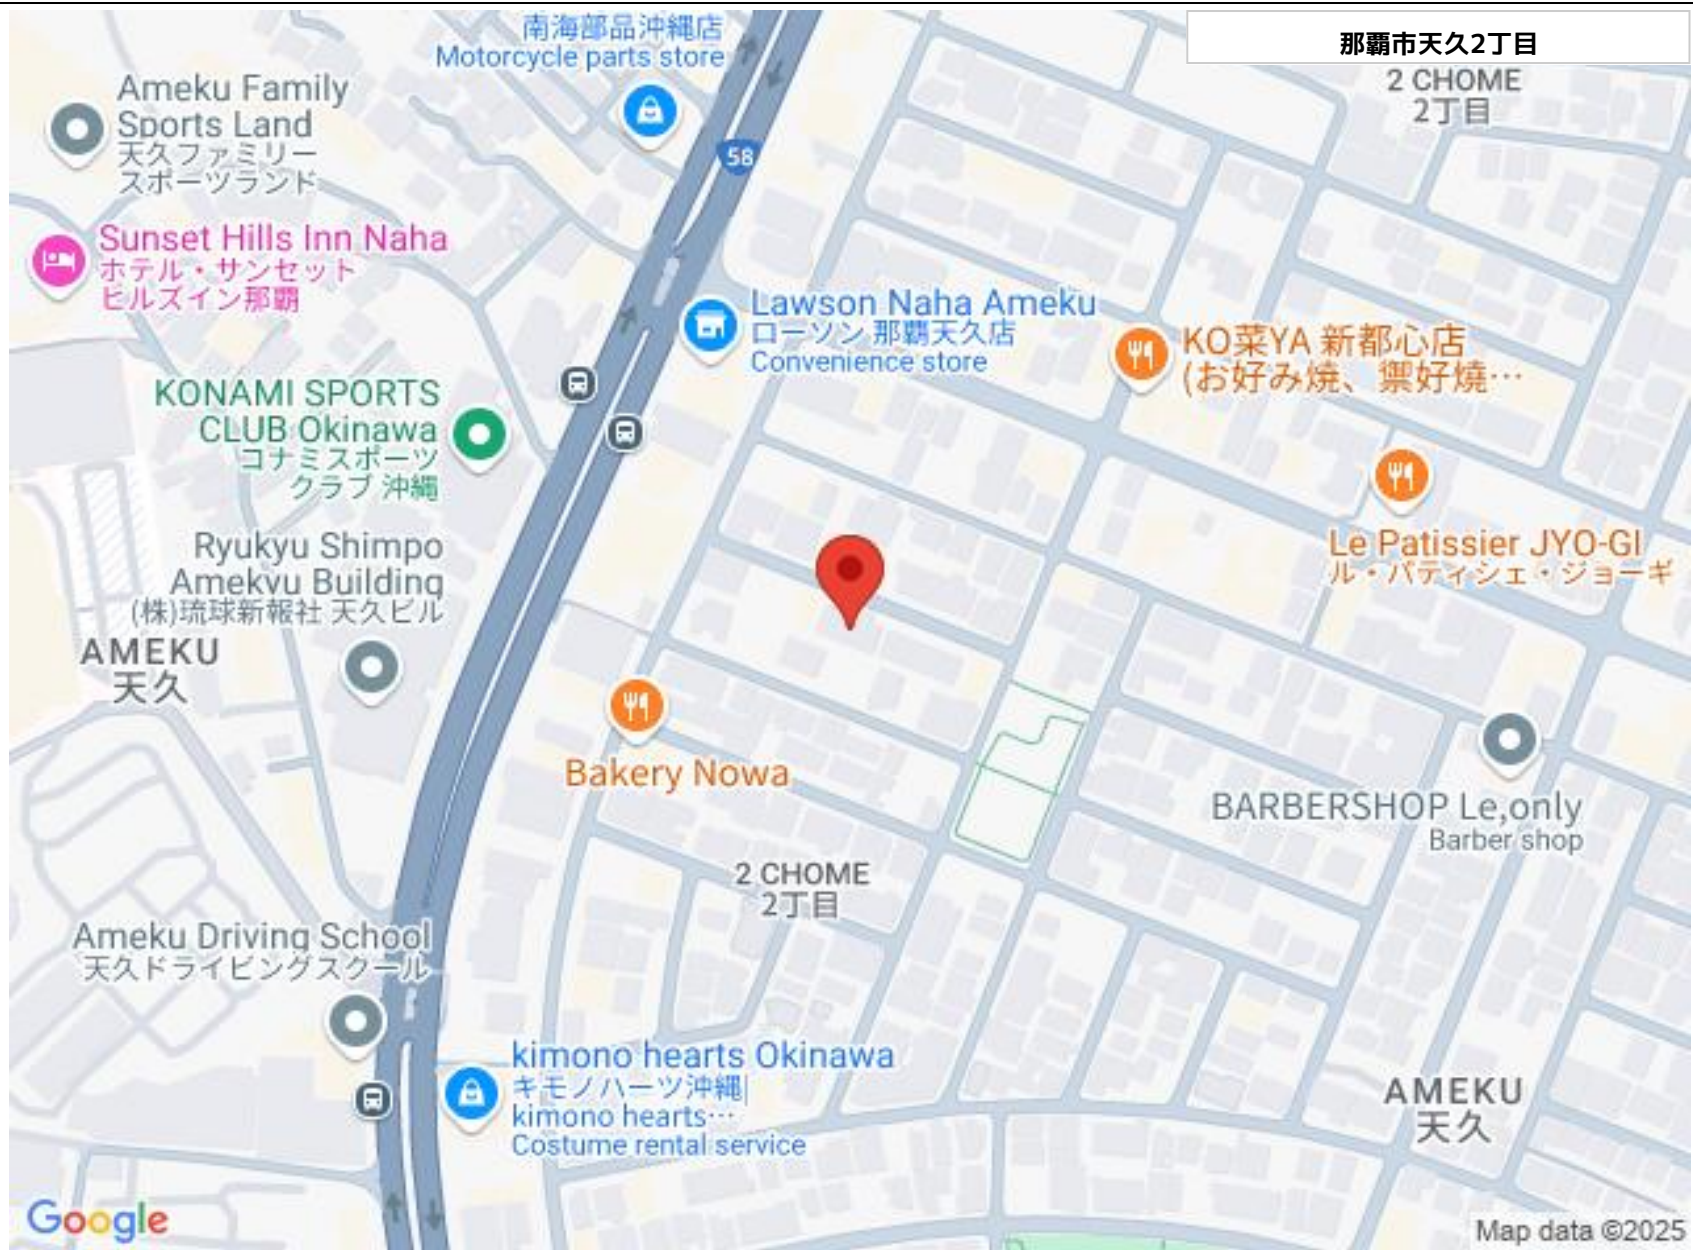 南海部品沖縄店
Motorcycle parts store
那覇市天久2丁目
2 CHOME
2丁目
Ameku Family
Sports Land
天久ファミリー
スポーツランド
58
Sunset Hills Inn Naha
ホテル・サンセット
ヒルズイン那覇
Lawson Naha Ameku
ローソン 那覇天久店
Convenience store
KO菜YA 新都心店
(お好み焼、禦好燒…
KONAMI SPORTS
CLUB Okinawa
コナミスポーツ
クラブ 沖縄
Le Patissier JYO-GI
ル・パティシェ・ジョーギ
Ryukyu Shimpo
Amekyu Building
(株)琉球新報社 天久ビル
AMEKU
天久
Bakery Nowa
BARBERSHOP Le,only
Barber shop
2 CHOME
2丁目
Ameku Driving School
天久ドライビングスクール
kimono hearts Okinawa
キモノハーツ沖縄|
kimono hearts…
Costume rental service
AMEKU
天久
Google
Map data ©2025